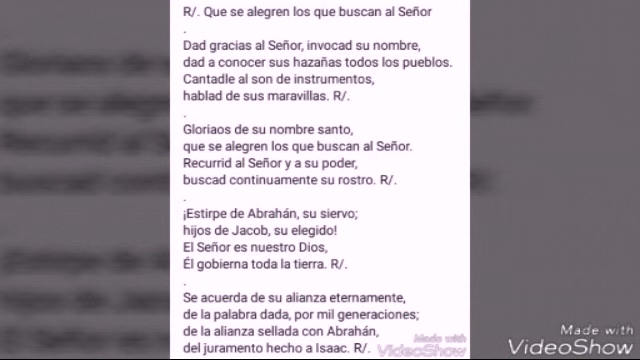 R/. Que se alegren los que buscan al Señor
.
Dad gracias al Señor, invocad su nombre,
dad a conocer sus hazañas todos los pueblos.
Cantadle al son de instrumentos,
hablad de sus maravillas. R/.
.
Gloriaos de su nombre santo,
que se alegren los que buscan al Señor.
Recurrid al Señor y a su poder,
buscad continuamente su rostro. R/.
.
¡Estirpe de Abrahán, su siervo;
hijos de Jacob, su elegido!
El Señor es nuestro Dios,
Él gobierna toda la tierra. R/.
.
Se acuerda de su alianza eternamente,
de la palabra dada, por mil generaciones;
de la alianza sellada con Abrahán,
del juramento hecho a Isaac. R/.
Made with
VideoShow
Made with
VideoShow